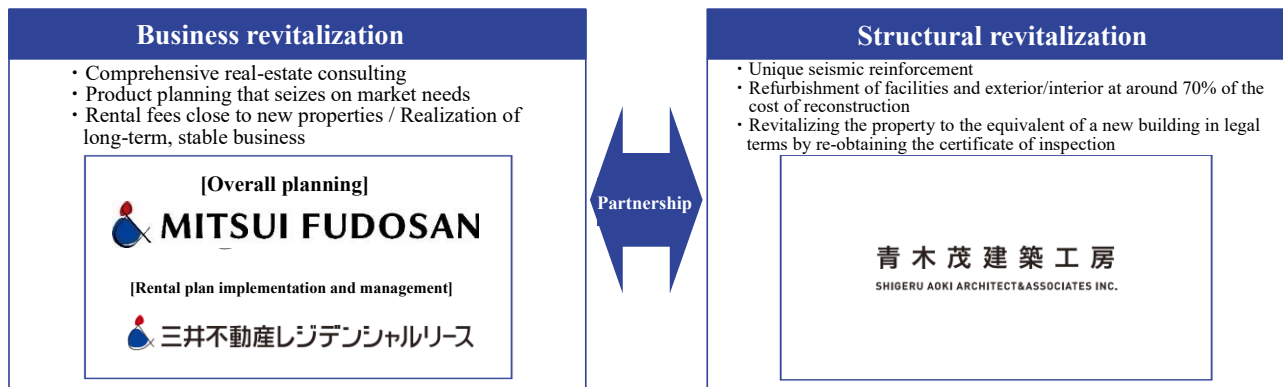 Business revitalization
・Comprehensive real-estate consulting
・Product planning that seizes on market needs
・Rental fees close to new properties / Realization of
long-term, stable business
[Overall planning]
MITSUI FUDOSAN
[Rental plan implementation and management]
三井不動産レジデンシャルリース
Partnership
Structural revitalization
・Unique seismic reinforcement
・Refurbishment of facilities and exterior/interior at around 70% of the
cost of reconstruction
・Revitalizing the property to the equivalent of a new building in legal
terms by re-obtaining the certificate of inspection
青木茂建築工房
SHIGERU AOKI ARCHITECT&ASSOCIATES INC.